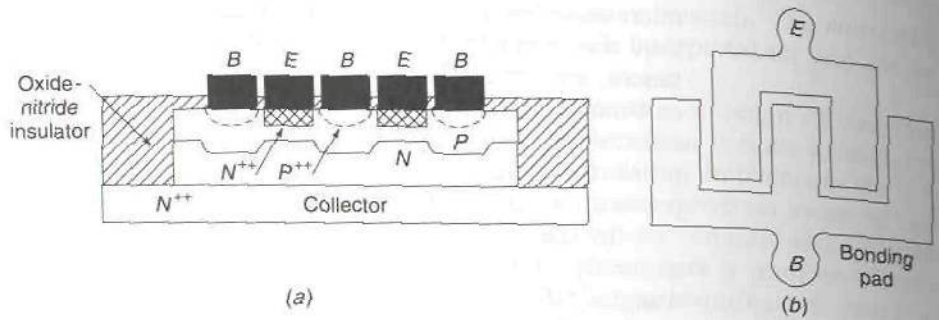 B E B E B
Oxide-
nitride
insulator
N++ P++ N P
N++ Collector
(a)
E
B
Bonding
pad
(b)